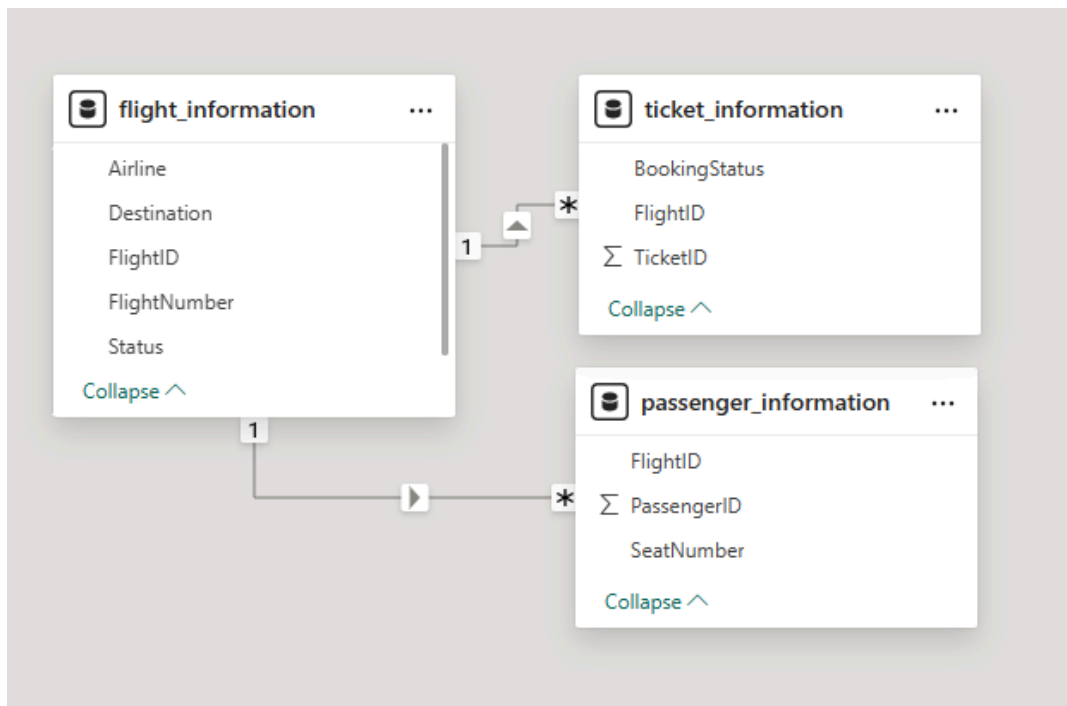 flight_information
...
Airline
Destination
FlightID
FlightNumber
Status
Collapse
1
1
ticket_information
...
BookingStatus
FlightID
∑ TicketID
Collapse
*
passenger_information
...
FlightID
∑ PassengerID
SeatNumber
Collapse
*